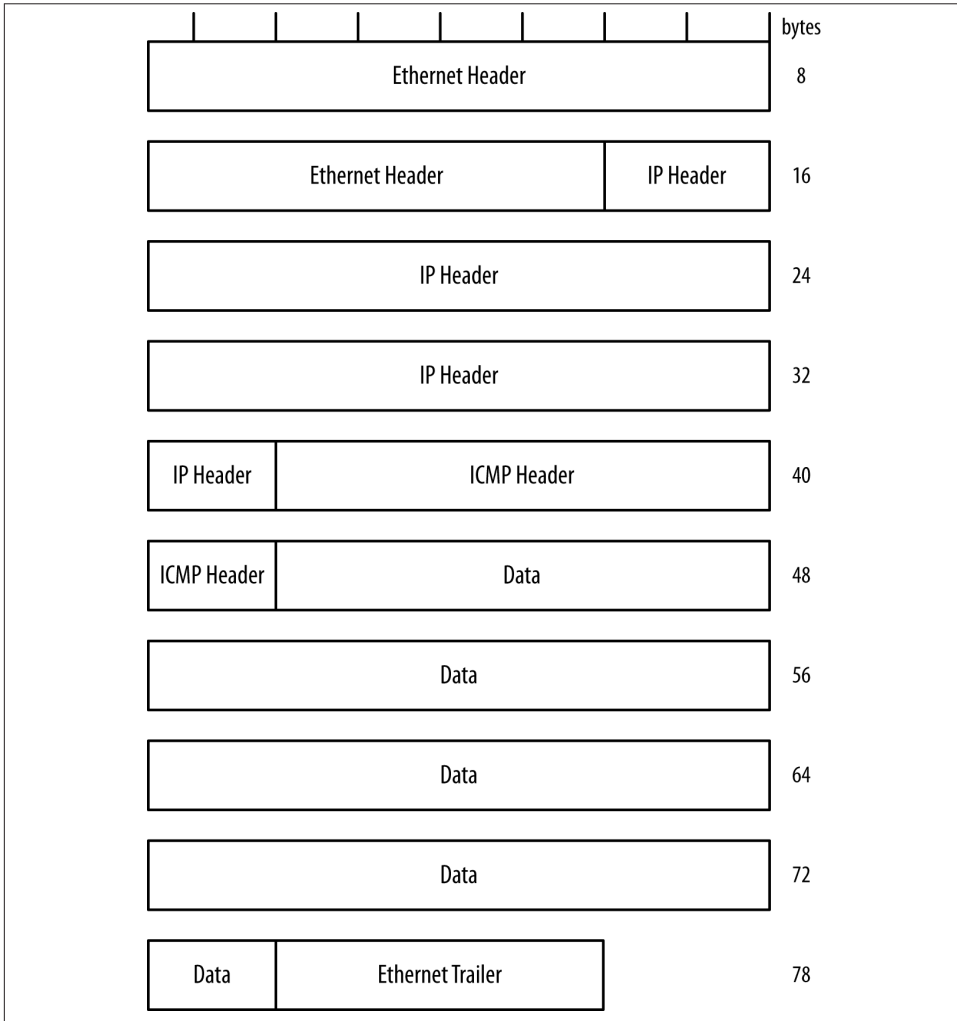 bytes
Ethernet Header 8
Ethernet Header IP Header 16
IP Header 24
IP Header 32
IP Header ICMP Header 40
ICMP Header Data 48
Data 56
Data 64
Data 72
Data Ethernet Trailer 78